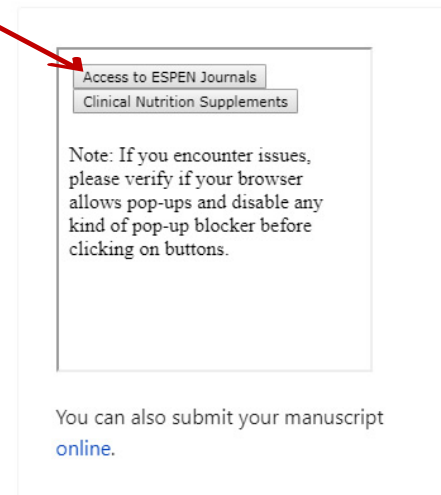 Access to ESPEN Journals
Clinical Nutrition Supplements
Note: If you encounter issues,
please verify if your browser
allows pop-ups and disable any
kind of pop-up blocker before
clicking on buttons.
You can also submit your manuscript
online.